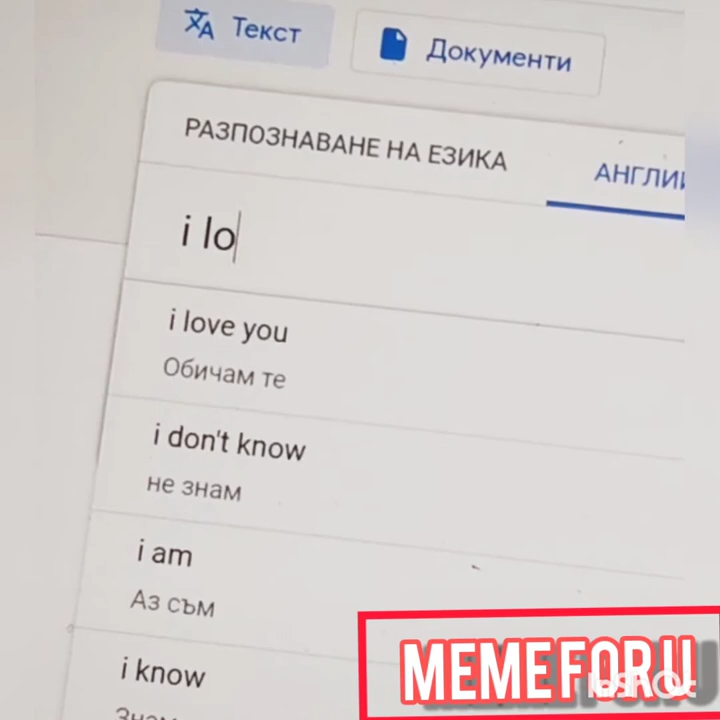 Текст
Документи
РАЗПОЗНАВАНЕ НА ЕЗИКА
i lo
i love you
Обичам те
i don't know
не знам
i am
Аз съм
i know
MEMEFORU
InShOt